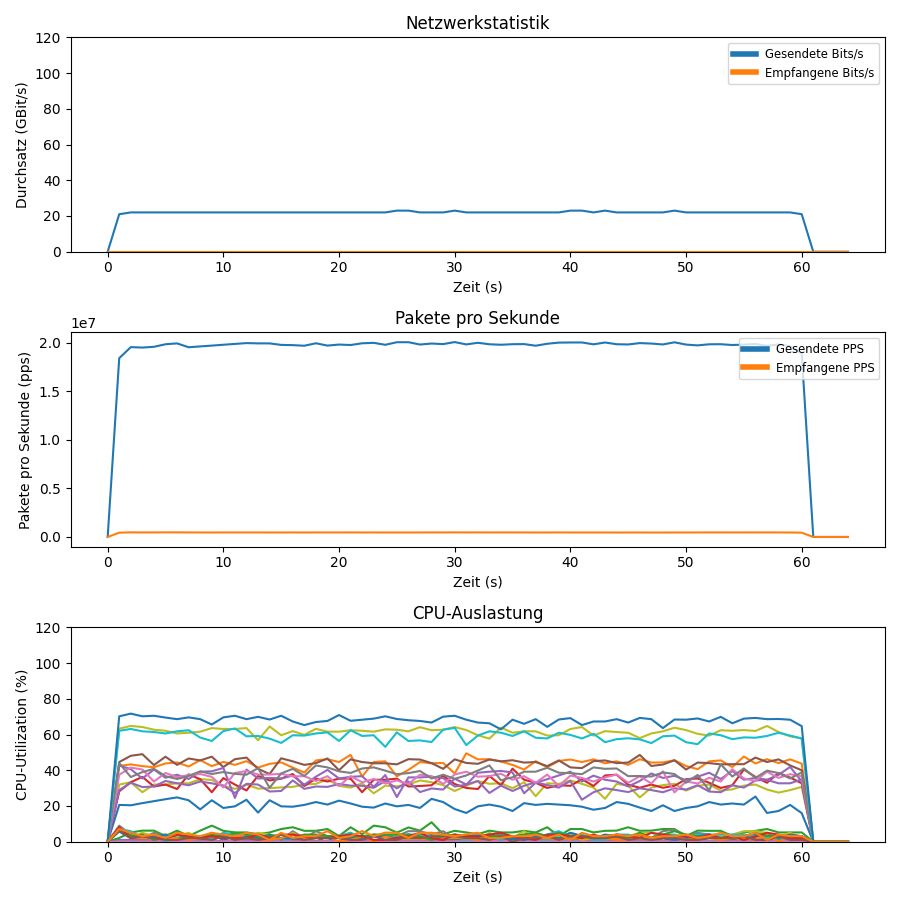 Netzwerkstatistik
120
100
80
60
40
20
0
Durchsatz (GBit/s)
Gesendete Bits/s
Empfangene Bits/s
0 10 20 30 40 50 60
Zeit (s)
Pakete pro Sekunde
1e7
2.0
1.5
1.0
0.5
0.0
Pakete pro Sekunde (pps)
Gesendete PPS
Empfangene PPS
0 10 20 30 40 50 60
Zeit (s)
CPU-Auslastung
120
100
80
60
40
20
0
CPU-Utilization (%)
0 10 20 30 40 50 60
Zeit (s)